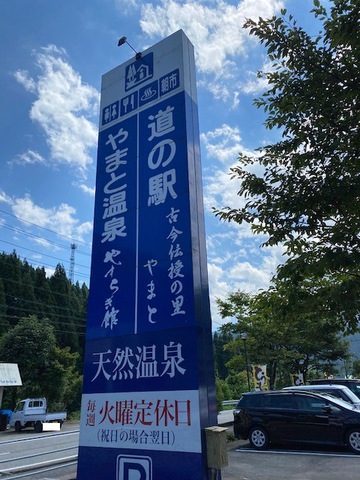 朝市
道の駅
古今伝授の里
やまと
やまと温泉
やすらぎ館
天然温泉
毎週 火曜定休日
(祝日の場合翌日)
P